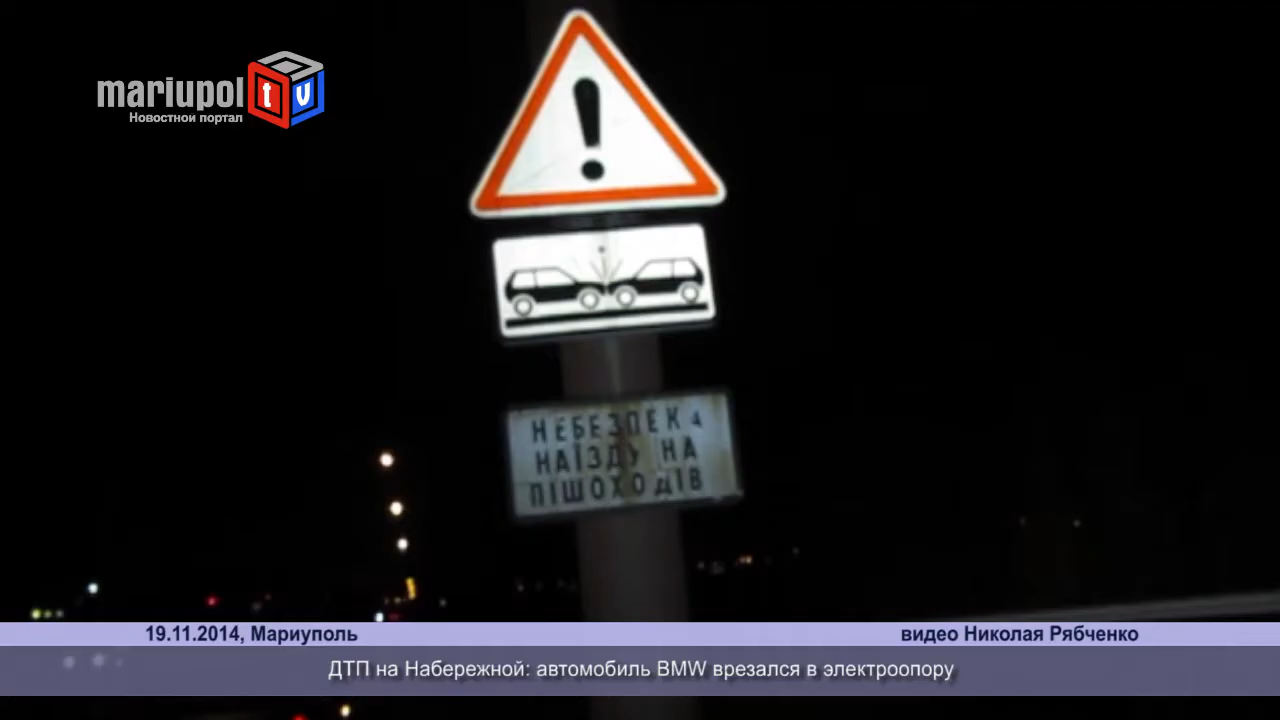 mariupol tv
Новостной портал
НЕБЕЗПЕКА
НАЇЗДУ НА
ПІШОХОДІВ
19.11.2014, Мариуполь
видео Николая Рябченко
ДТП на Набережной: автомобиль BMW врезался в электроопору